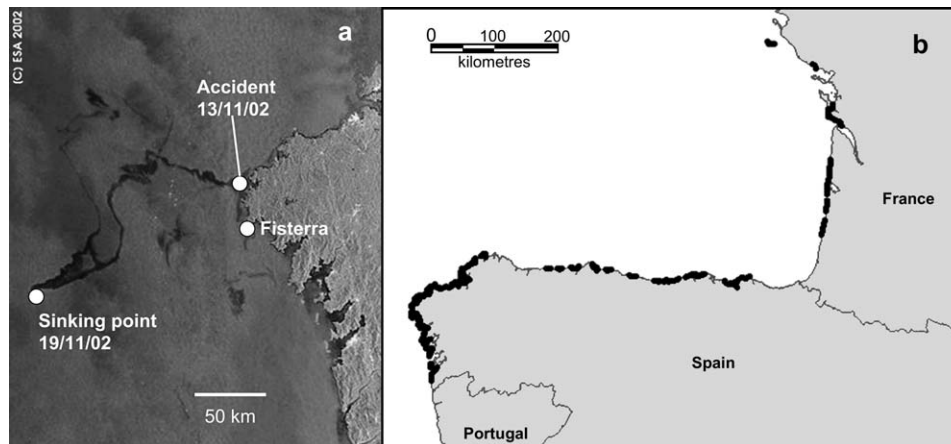 (C) ESA 2002
a
Accident
13/11/02
Fisterra
Sinking point
19/11/02
50 km
b
0 100 200
kilometres
France
Spain
Portugal